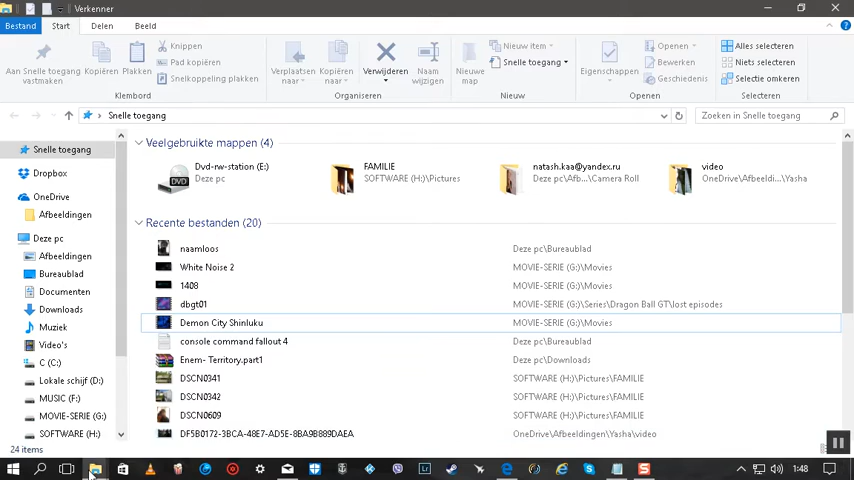 Verkenner
Bestand Start Delen Beeld
Aan Snelle toegang vastmaken
Kopiëren
Plakken
Knippen
Pad kopiëren
Snelkoppeling plakken
Klembord
Verplaatsen naar
Kopiëren naar
Verwijderen
Naam wijzigen
Organiseren
Nieuwe map
Nieuw item
Snelle toegang
Nieuw
Eigenschappen
Openen
Bewerken
Geschiedenis
Openen
Alles selecteren
Niets selecteren
Selectie omkeren
Selecteren
Snelle toegang
Zoeken in Snelle toegang
Snelle toegang
Dropbox
OneDrive
Afbeeldingen
Deze pc
Afbeeldingen
Bureaublad
Documenten
Downloads
Muziek
Video's
C (C:)
Lokale schijf (D:)
MUSIC (F:)
MOVIE-SERIE (G:)
SOFTWARE (H:)
Veelgebruikte mappen (4)
Dvd-rw-station (E:)
Deze pc
FAMILIE
SOFTWARE (H:)\Pictures
natash.kaa@yandex.ru
Deze pc\Afb...\Camera Roll
video
OneDrive\Afbeeldi...\Yasha
Recente bestanden (20)
naamloos Deze pc\Bureaublad
White Noise 2 MOVIE-SERIE (G:)\Movies
1408 MOVIE-SERIE (G:)\Movies
dbgt01 MOVIE-SERIE (G:)\Series\Dragon Ball GT\lost episodes
Demon City Shinluku MOVIE-SERIE (G:)\Movies
console command fallout 4 Deze pc\Bureaublad
Enem- Territory.part1 Deze pc\Downloads
DSCN0341 SOFTWARE (H:)\Pictures\FAMILIE
DSCN0342 SOFTWARE (H:)\Pictures\FAMILIE
DSCN0609 SOFTWARE (H:)\Pictures\FAMILIE
DF5B0172-3BCA-48E7-AD5E-8BA9B889DAEA OneDrive\Afbeeldingen\Yasha\video
24 items
1:48